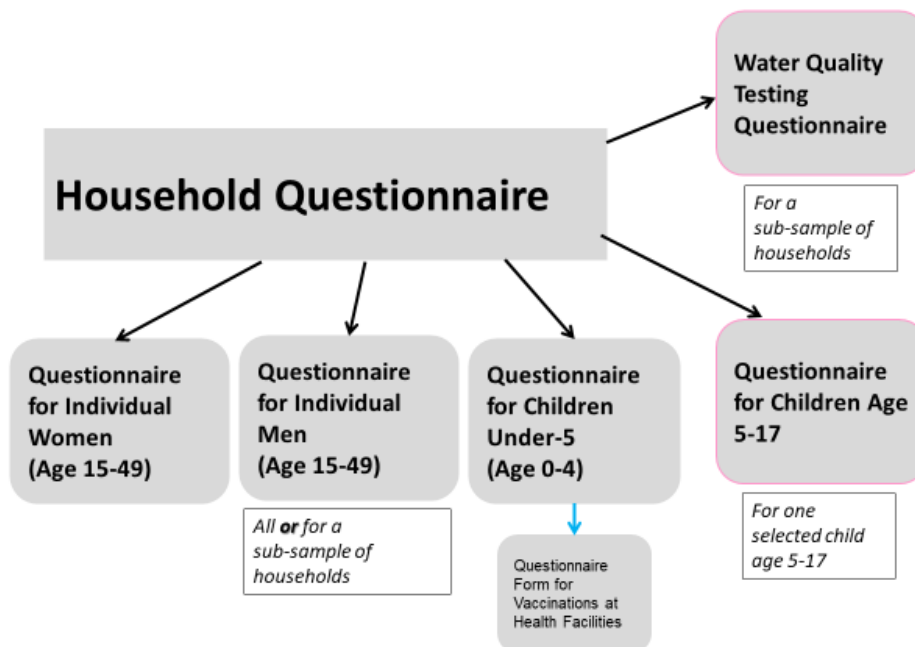 Water Quality
Testing
Questionnaire
Household Questionnaire
For a
sub-sample of
households
Questionnaire
for Individual
Women
(Age 15-49)
Questionnaire
for Individual
Men
(Age 15-49)
Questionnaire
for Children
Under-5
(Age 0-4)
Questionnaire
for Children Age
5-17
All or for a
sub-sample of
households
For one
selected child
age 5-17
Questionnaire
Form for
Vaccinations at
Health Facilities